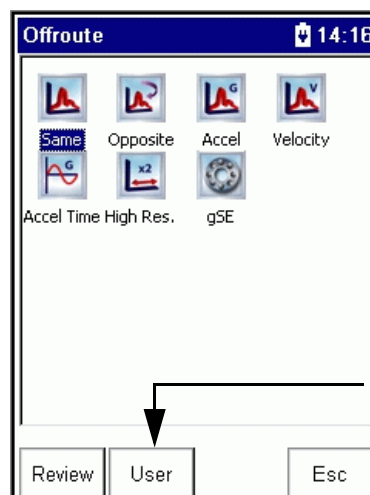 Offroute 14:16
Same Opposite Accel Velocity
Accel Time High Res. gSE
Review User Esc